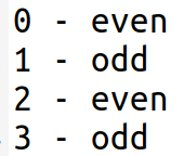 0 - even
1 - odd
2 - even
3 - odd